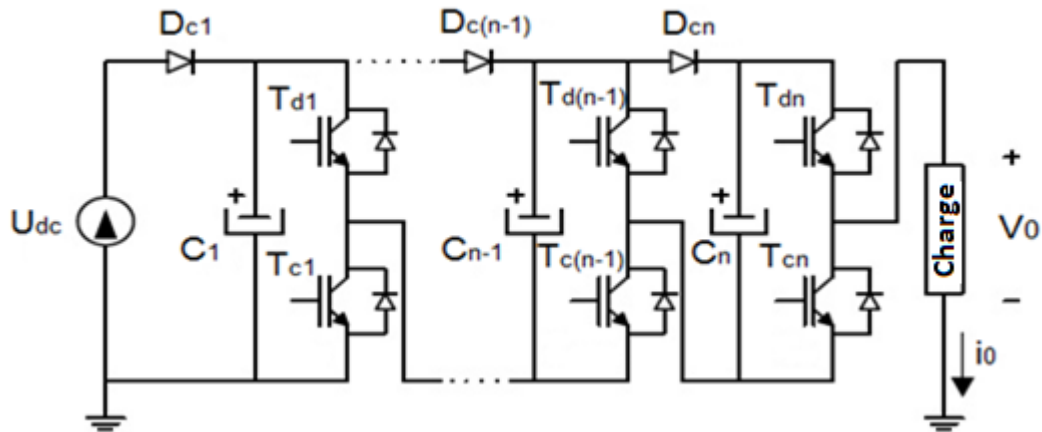 Dc1
Dc(n-1)
Dcn
Td1
Td(n-1)
Tdn
+
+
+
+
Udc
C1
Cn-1
Cn
Charge
V0
Tc1
Tc(n-1)
Tcn
−
i0